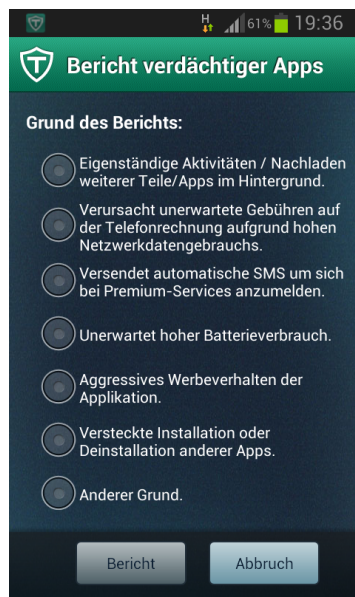 H 61% 19:36
Bericht verdächtiger Apps
Grund des Berichts:
Eigenständige Aktivitäten / Nachladen
weiterer Teile/Apps im Hintergrund.
Verursacht unerwartete Gebühren auf
der Telefonrechnung aufgrund hohen
Netzwerkdatengebrauchs.
Versendet automatische SMS um sich
bei Premium-Services anzumelden.
Unerwartet hoher Batterieverbrauch.
Aggressives Werbeverhalten der
Applikation.
Versteckte Installation oder
Deinstallation anderer Apps.
Anderer Grund.
Bericht Abbruch